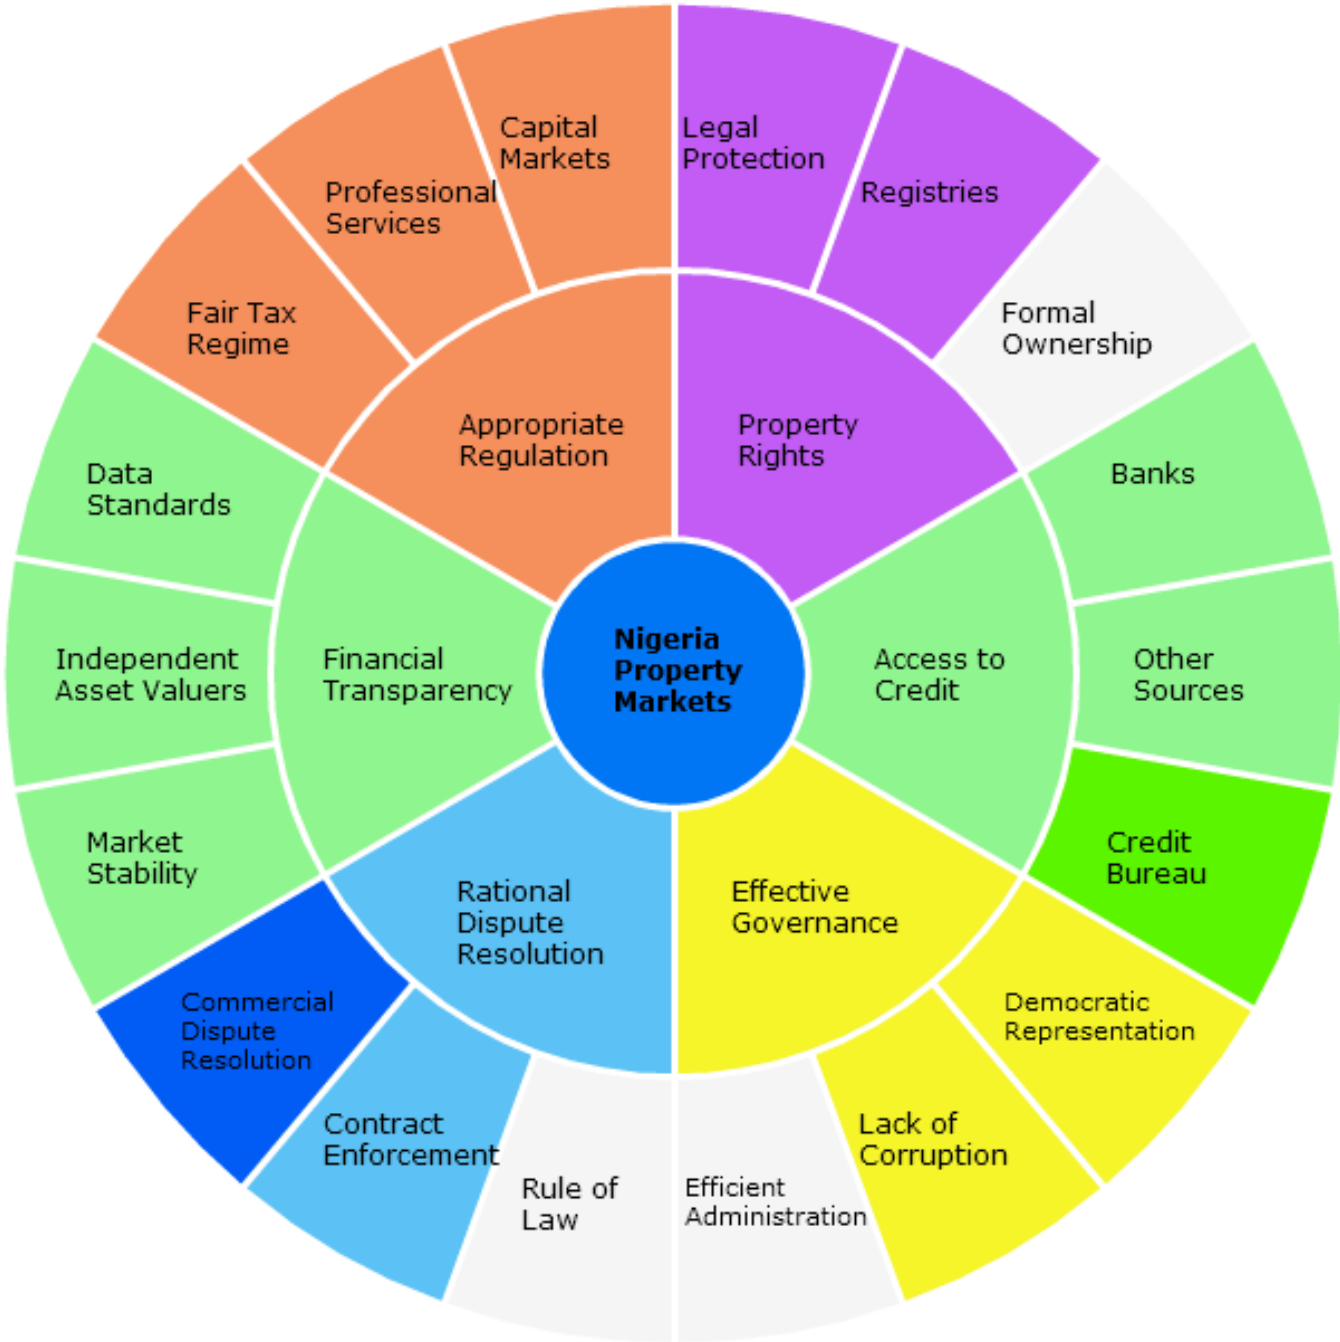 Capital
Markets
Legal
Protection
Professional
Services
Registries
Fair Tax
Regime
Formal
Ownership
Appropriate
Regulation
Property
Rights
Data
Standards
Banks
Nigeria
Property
Markets
Independent
Asset Valuers
Financial
Transparency
Access to
Credit
Other
Sources
Market
Stability
Credit
Bureau
Rational
Dispute
Resolution
Effective
Governance
Commercial
Dispute
Resolution
Democratic
Representation
Contract
Enforcement
Lack of
Corruption
Rule of
Law
Efficient
Administration